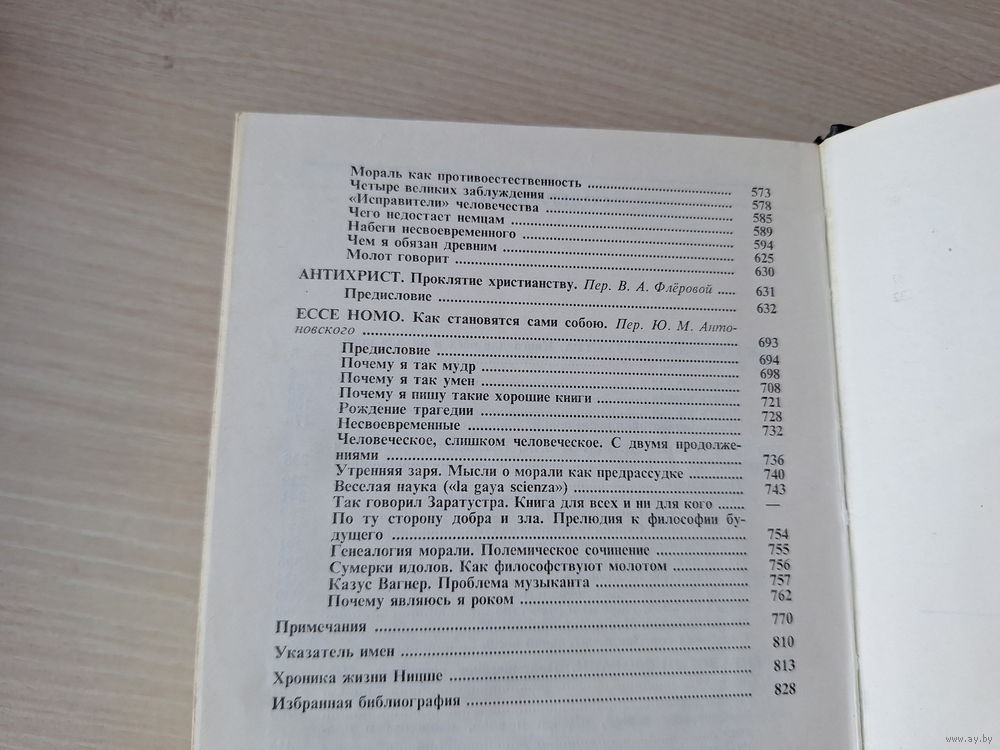 Мораль как противоестественность ........ 573
Четыре великих заблуждения ........ 578
«Исправители» человечества ........ 585
Чего недостает немцам ........ 589
Набеги несвоевременного ........ 594
Чем я обязан древним ........ 625
Молот говорит ........ 630
АНТИХРИСТ. Проклятие христианству. Пер. В. А. Флёровой ..... 631
Предисловие ........ 632
ECCE HOMO. Как становятся сами собою. Пер. Ю. М. Анто-
новского ........ 693
Предисловие ........ 694
Почему я так мудр ........ 698
Почему я так умен ........ 708
Почему я пишу такие хорошие книги ........ 721
Рождение трагедии ........ 728
Несвоевременные ........ 732
Человеческое, слишком человеческое. С двумя продолже-
ниями ........ 736
Утренняя заря. Мысли о морали как предрассудке ........ 740
Веселая наука («la gaya scienza») ........ 743
Так говорил Заратустра. Книга для всех и ни для кого ....... —
По ту сторону добра и зла. Прелюдия к философии бу-
дущего ........ 754
Генеалогия морали. Полемическое сочинение ........ 755
Сумерки идолов. Как философствуют молотом ........ 756
Казус Вагнер. Проблема музыканта ........ 757
Почему являюсь я роком ........ 762
Примечания ........ 770
Указатель имен ........ 810
Хроника жизни Ницше ........ 813
Избранная библиография ........ 828
www.ay.by